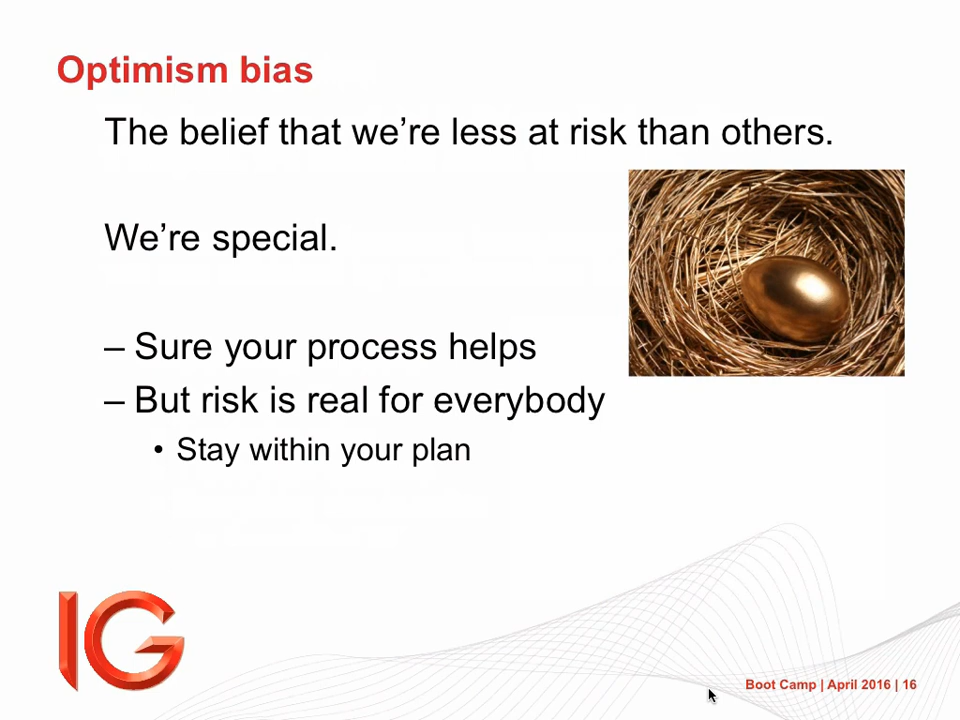 Optimism bias
The belief that we’re less at risk than others.
We’re special.
– Sure your process helps
– But risk is real for everybody
• Stay within your plan
IG
Boot Camp | April 2016 | 16